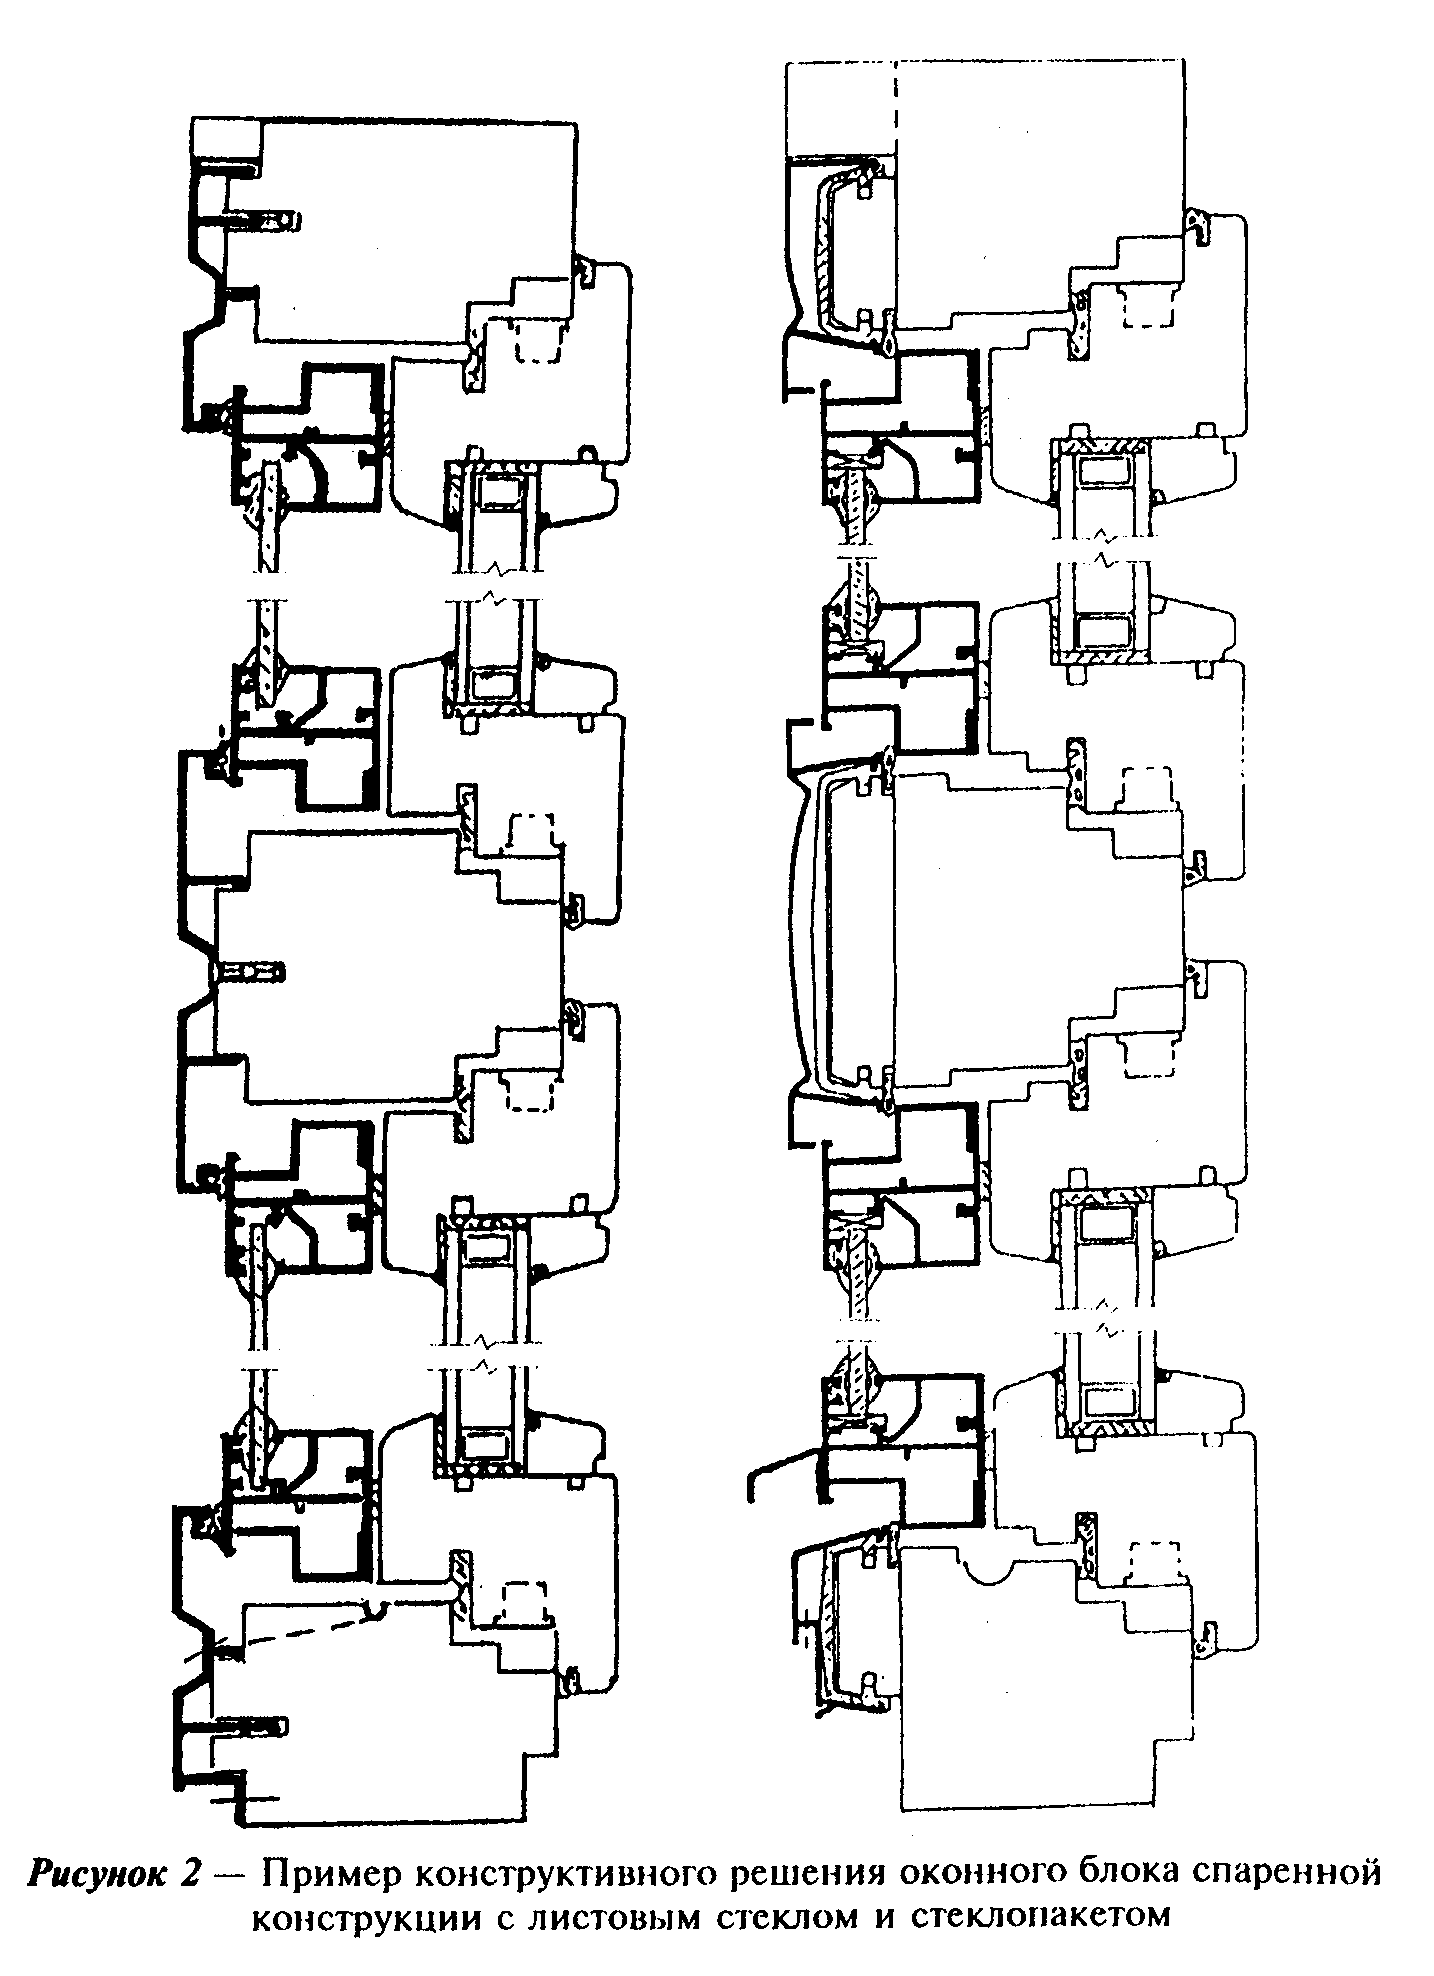 Рисунок 2 — Пример конструктивного решения оконного блока спаренной
конструкции с листовым стеклом и стеклопакетом